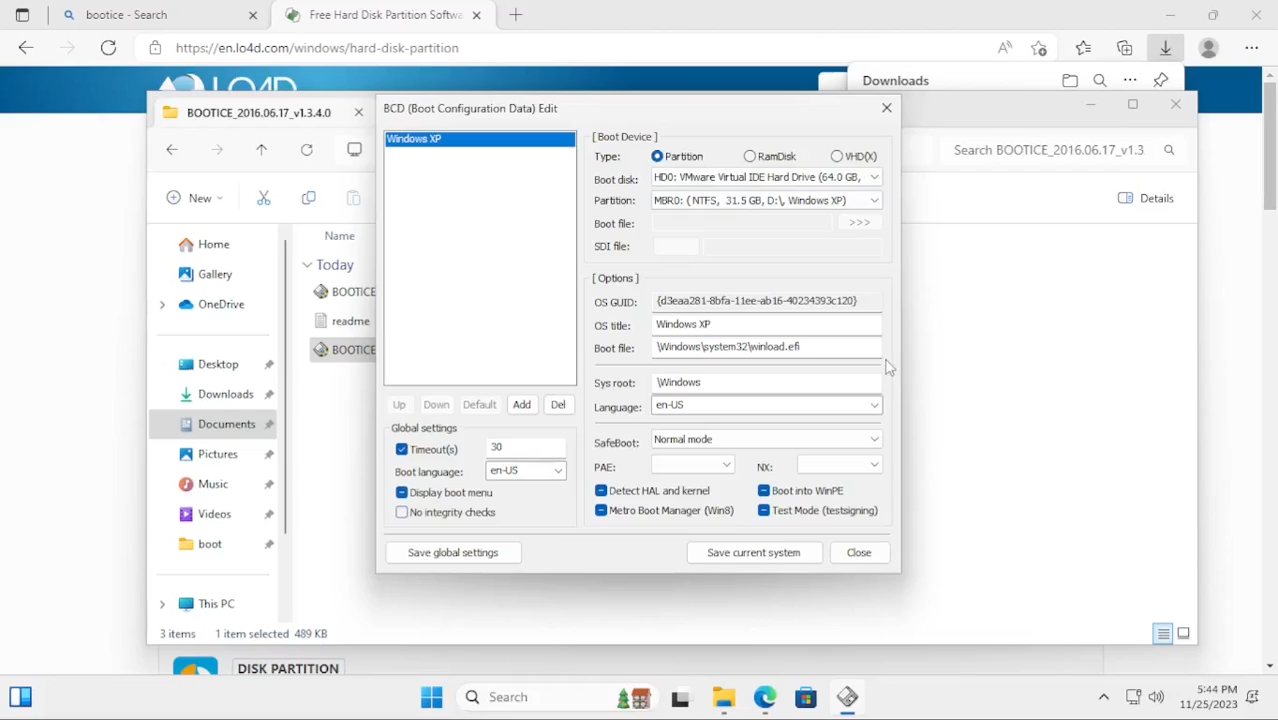 bootice - Search
Free Hard Disk Partition Softwa
https://en.lo4d.com/windows/hard-disk-partition
LO4D
Downloads
BOOTICE_2016.06.17_v1.3.4.0
Search BOOTICE_2016.06.17_v1.3
New
Details
Home
Gallery
OneDrive
Desktop
Downloads
Documents
Pictures
Music
Videos
boot
This PC
Name
Today
BOOTICE
readme
BOOTICE
3 items
1 item selected 489 KB
BCD (Boot Configuration Data) Edit
Windows XP
Up
Down
Default
Add
Del
Global settings
Timeout(s)
30
Boot language:
en-US
Display boot menu
No integrity checks
[ Boot Device ]
Type:
Partition
RamDisk
VHD(X)
Boot disk:
HD0: VMware Virtual IDE Hard Drive (64.0 GB,
Partition:
MBR0: ( NTFS, 31.5 GB, D:\, Windows XP)
Boot file:
>>>
SDI file:
[ Options ]
OS GUID:
{d3eaa281-8bfa-11ee-ab16-40234393c120}
OS title:
Windows XP
Boot file:
\Windows\system32\winload.efi
Sys root:
\Windows
Language:
en-US
SafeBoot:
Normal mode
PAE:
NX:
Detect HAL and kernel
Boot into WinPE
Metro Boot Manager (Win8)
Test Mode (testsigning)
Save global settings
Save current system
Close
DISK PARTITION
Search
5:44 PM
11/25/2023